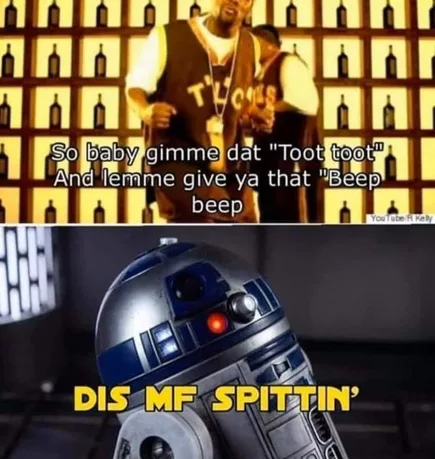 So baby gimme dat "Toot toot"
And lemme give ya that "Beep
beep
YouTube/R Kelly
DIS MF SPITTIN'